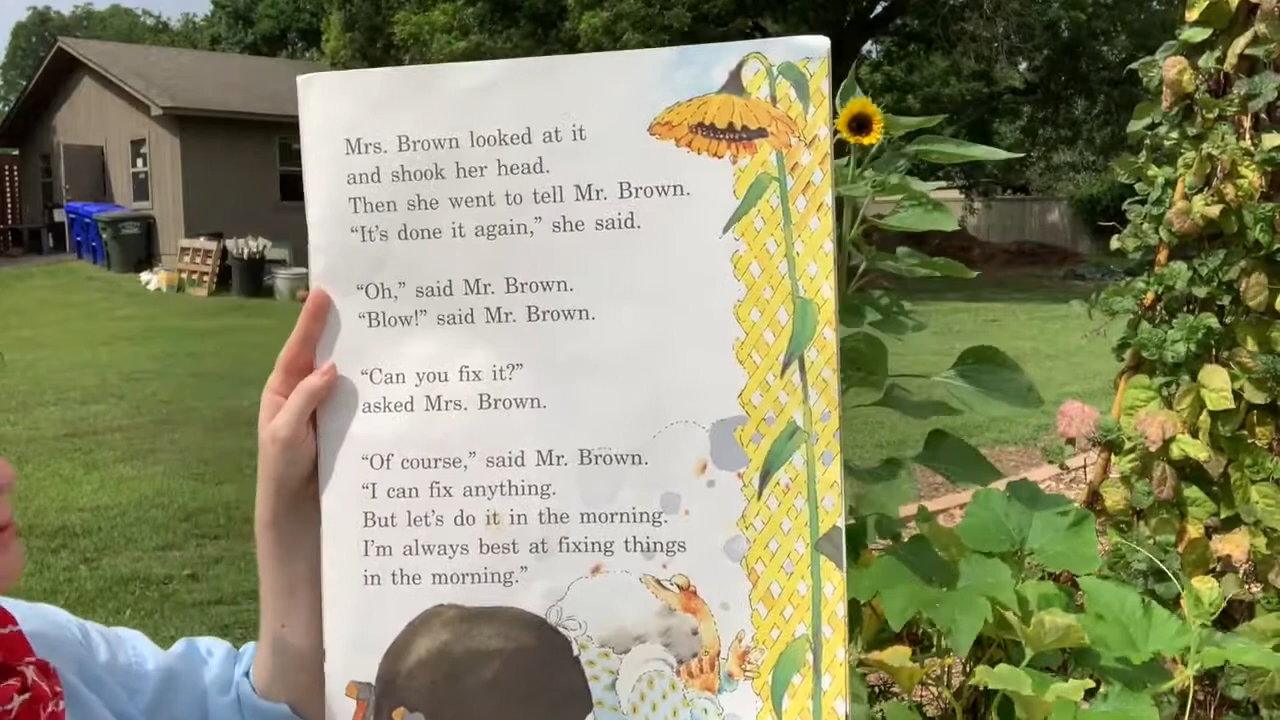 Mrs. Brown looked at it
and shook her head.
Then she went to tell Mr. Brown.
“It’s done it again,” she said.
“Oh,” said Mr. Brown.
“Blow!” said Mr. Brown.
“Can you fix it?”
asked Mrs. Brown.
“Of course,” said Mr. Brown.
“I can fix anything.
But let’s do it in the morning.
I’m always best at fixing things
in the morning.”